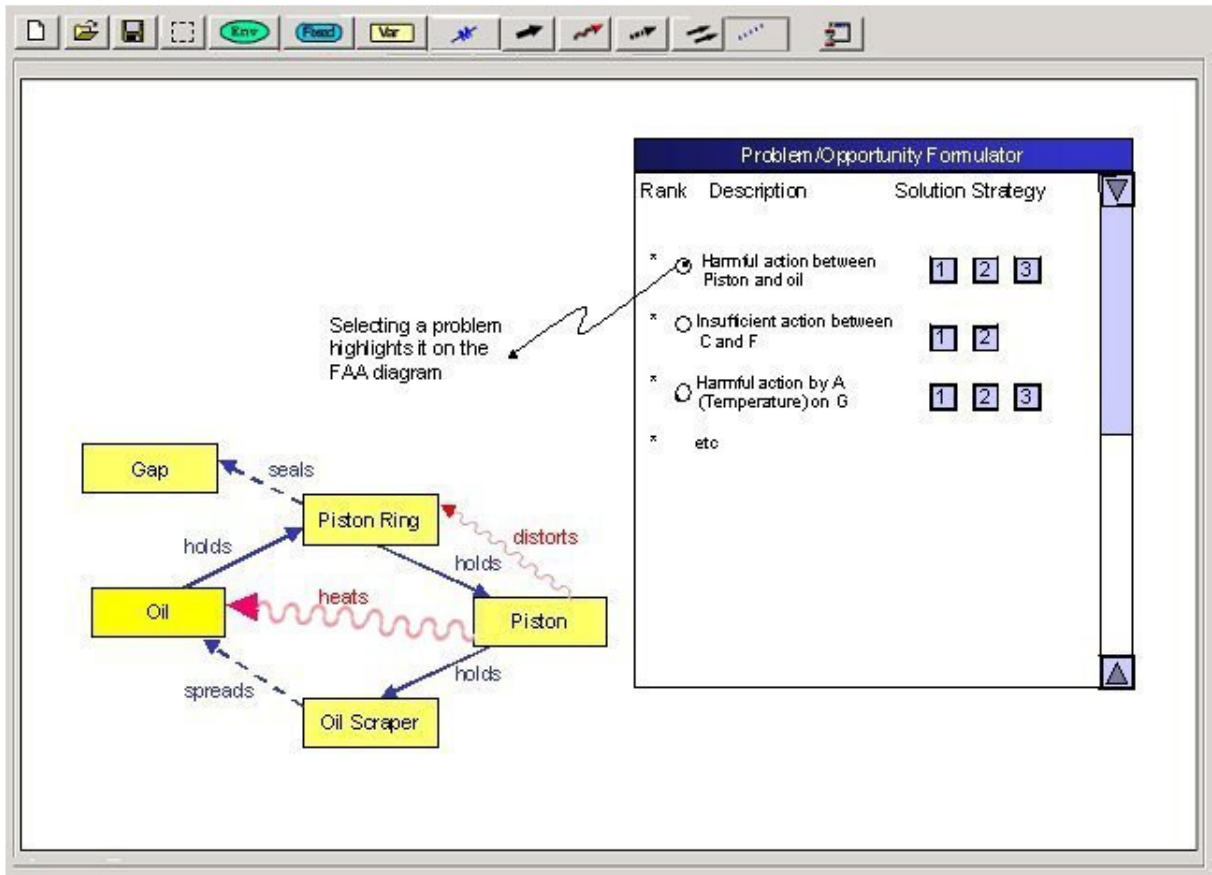 Env Fixed Var
Problem/Opportunity Formulator
Rank Description Solution Strategy
* Harmful action between
Piston and oil
1 2 3
* Insufficient action between
C and F
1 2
* Harmful action by A
(Temperature) on G
1 2 3
* etc
Selecting a problem
highlights it on the
FAA diagram
Gap
seals
Piston Ring
distorts
holds
holds
heats
Oil
Piston
holds
spreads
Oil Scraper